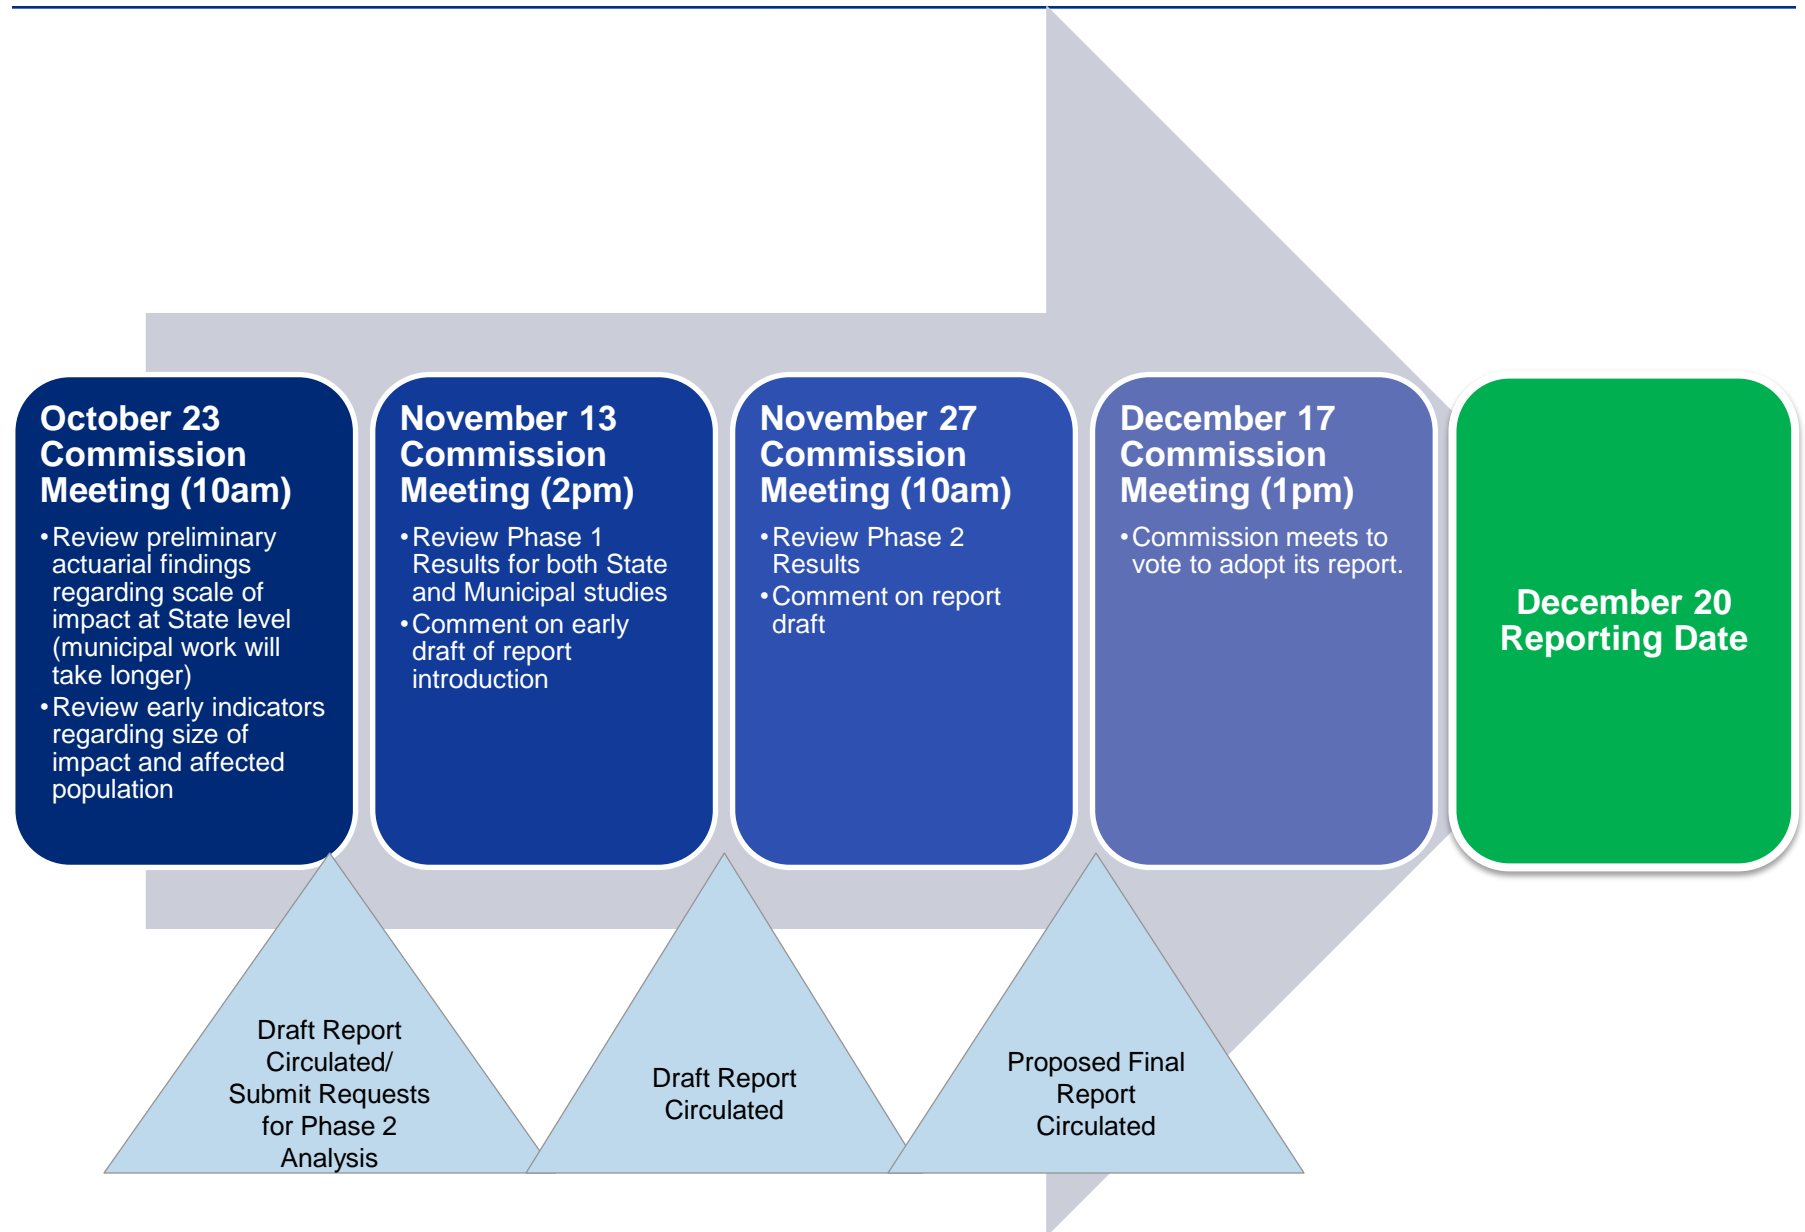 October 23
Commission
Meeting (10am)
•Review preliminary
actuarial findings
regarding scale of
impact at State level
(municipal work will
take longer)
•Review early indicators
regarding size of
impact and affected
population
November 13
Commission
Meeting (2pm)
•Review Phase 1
Results for both State
and Municipal studies
•Comment on early
draft of report
introduction
November 27
Commission
Meeting (10am)
•Review Phase 2
Results
•Comment on report
draft
December 17
Commission
Meeting (1pm)
•Commission meets to
vote to adopt its report.
December 20
Reporting Date
Draft Report
Circulated/
Submit Requests
for Phase 2
Analysis
Draft Report
Circulated
Proposed Final
Report
Circulated